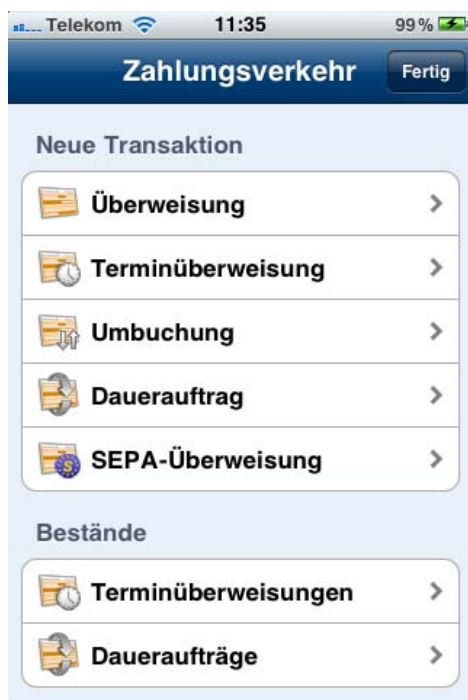 Telekom 11:35 99 %
Zahlungsverkehr Fertig
Neue Transaktion
Überweisung
Terminüberweisung
Umbuchung
Dauerauftrag
SEPA-Überweisung
Bestände
Terminüberweisungen
Daueraufträge